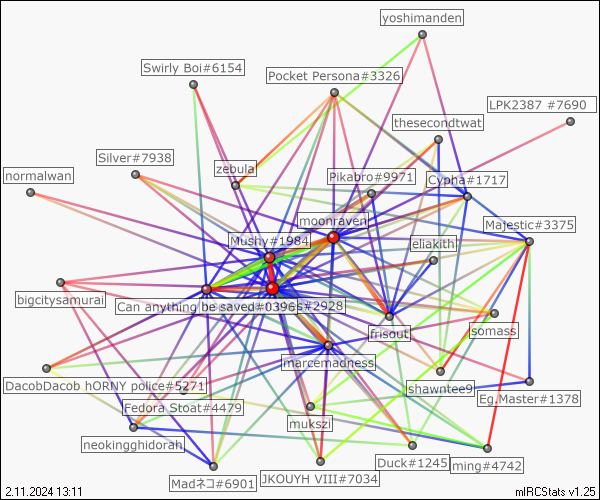 yoshimanden
Swirly Boi#6154
Pocket Persona#3326
LPK2387 #7690
thesecondtwat
Silver#7938
zebula
normalwan
Pikabro#9971
Cypha#1717
moonraven
Majestic#3375
Mushy#1984
eliakith
bigcitysamurai
Can anything be saved#0396
s#2928
frisout
somass
marcemadness
DacobDacob hORNY police#5271
shawntee9
Eg.Master#1378
Fedora Stoat#4479
mukszi
neokingghidorah
Duck#1245
ming#4742
JKOUYH VIII#7034
Madネコ#6901
2.11.2024 13:11
mIRCStats v1.25